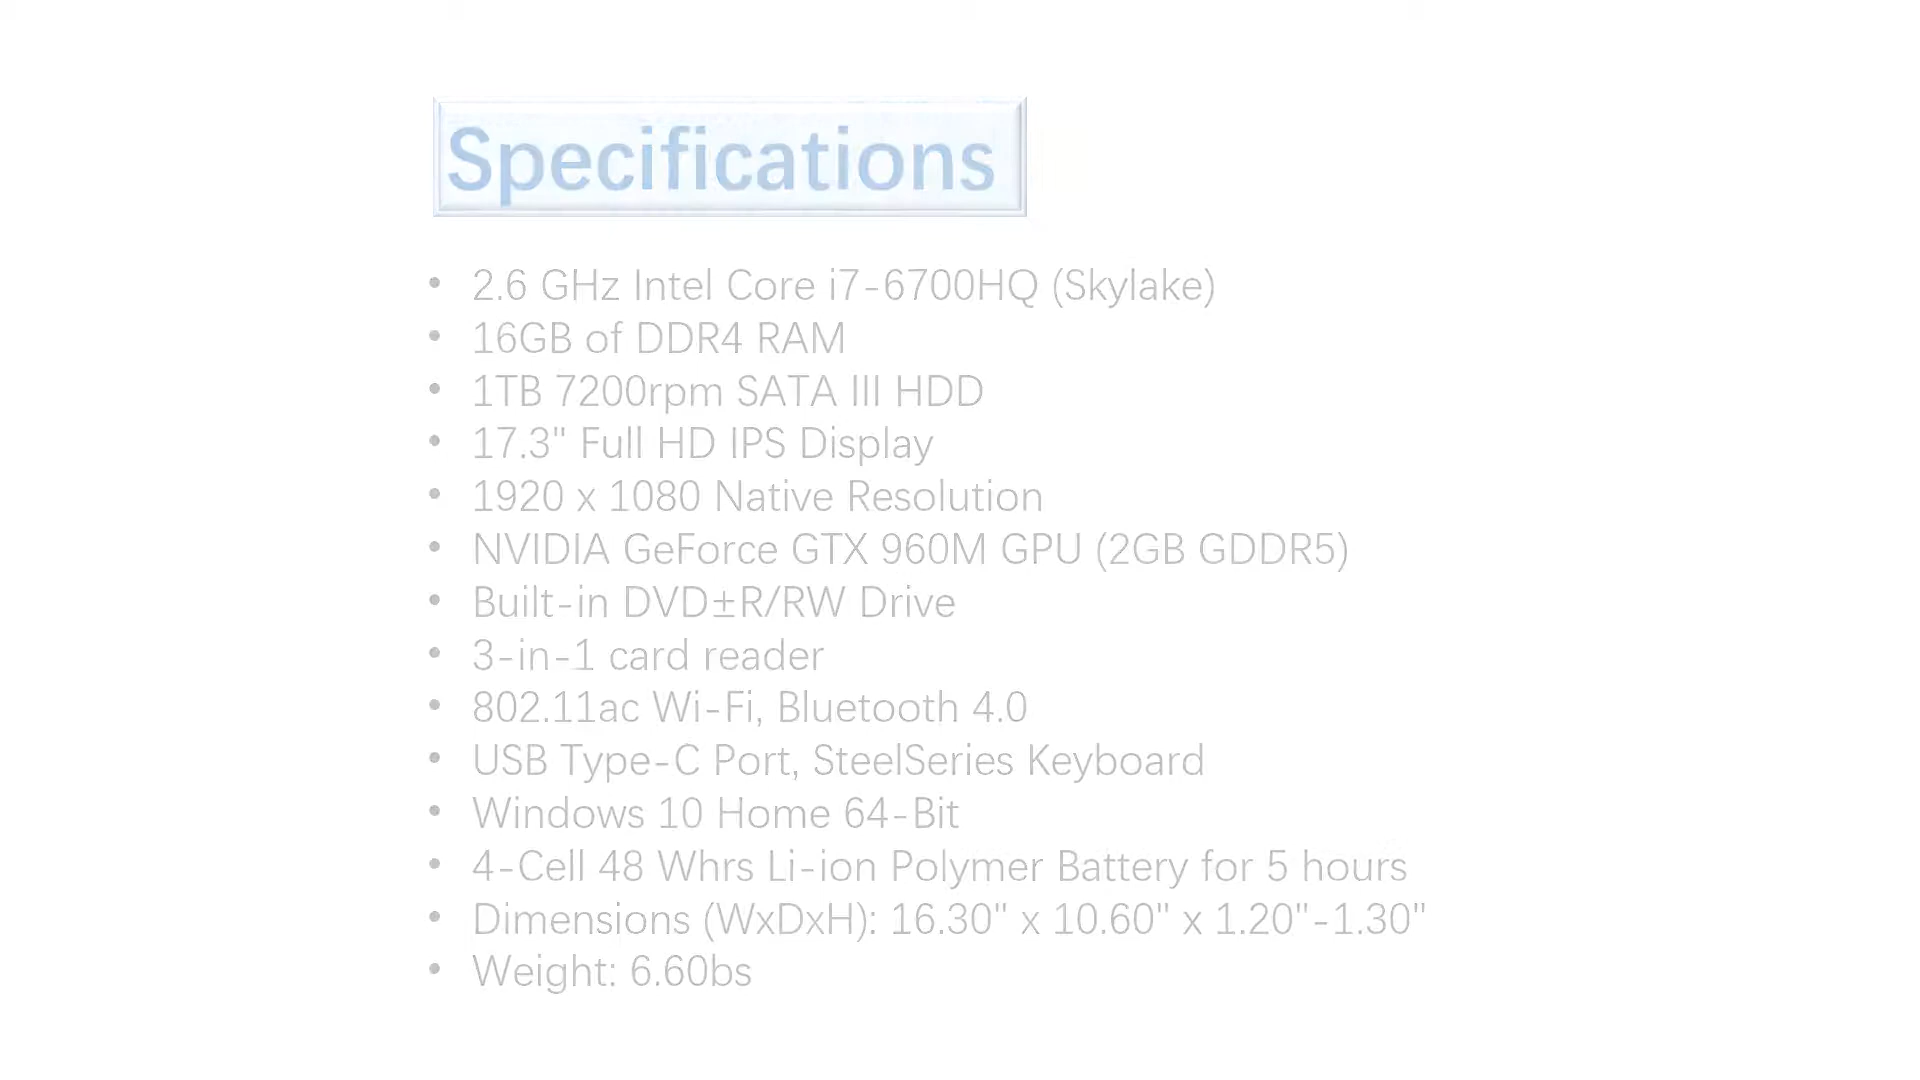 Specifications
• 2.6 GHz Intel Core i7-6700HQ (Skylake)
• 16GB of DDR4 RAM
• 1TB 7200rpm SATA III HDD
• 17.3" Full HD IPS Display
• 1920 x 1080 Native Resolution
• NVIDIA GeForce GTX 960M GPU (2GB GDDR5)
• Built-in DVD±R/RW Drive
• 3-in-1 card reader
• 802.11ac Wi-Fi, Bluetooth 4.0
• USB Type-C Port, SteelSeries Keyboard
• Windows 10 Home 64-Bit
• 4-Cell 48 Whrs Li-ion Polymer Battery for 5 hours
• Dimensions (WxDxH): 16.30" x 10.60" x 1.20"-1.30"
• Weight: 6.60bs